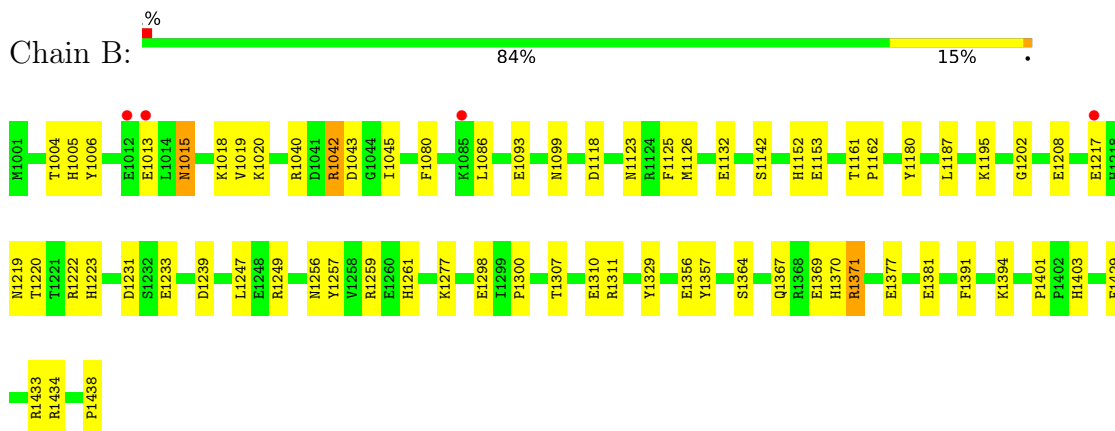 %
Chain B:
84% 15% •
M1001 T1004 H1005 Y1006 E1012 E1013 L1014 N1015 K1018 V1019 K1020 R1040 D1041 R1042 D1043 G1044 I1045 F1080 K1085 L1086 E1093 N1099 D1118 N1123 R1124 F1125 M1126 E1132 S1142 H1152 E1153 T1161 P1162 Y1180 L1187 K1195 G1202 E1208 E1217 H1218
N1219 T1220 T1221 R1222 H1223 D1231 S1232 E1233 D1239 L1247 E1248 R1249 N1256 Y1257 V1258 R1259 E1260 H1261 K1277 E1298 I1299 P1300 T1307 E1310 R1311 Y1329 E1356 Y1357 S1364 Q1367 R1368 E1369 H1370 R1371 E1377 E1381 F1391 K1394 P1401 P1402 H1403
R1433 R1434 P1438